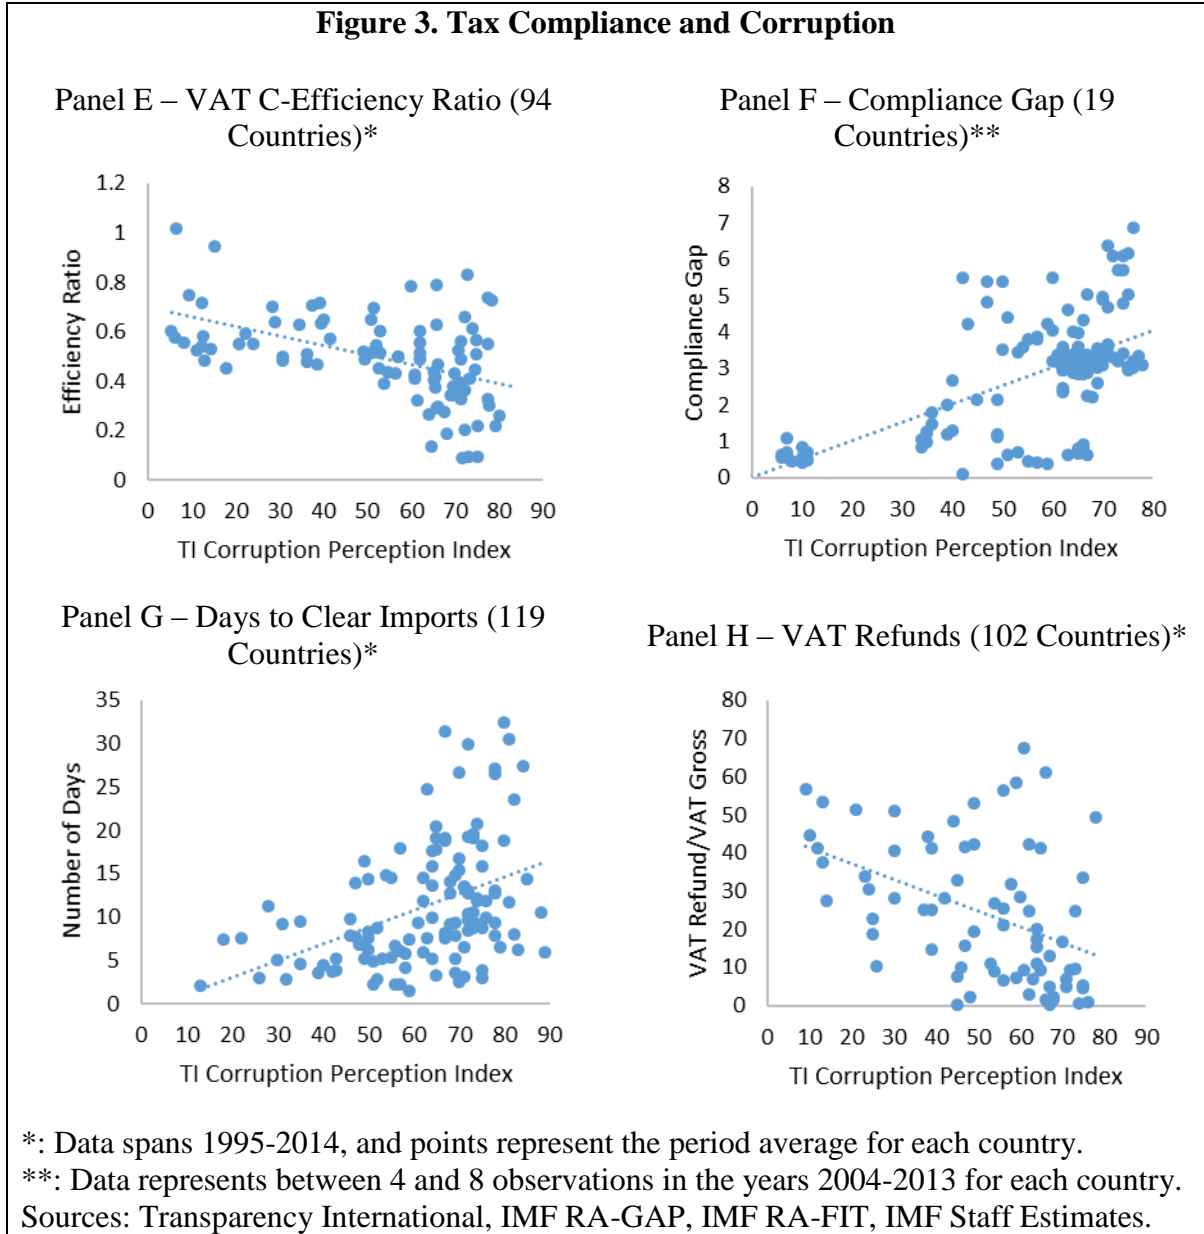 Figure 3. Tax Compliance and Corruption
Panel E – VAT C-Efficiency Ratio (94
Countries)*
1.2
1
0.8
0.6
0.4
0.2
0
Efficiency Ratio
0 10 20 30 40 50 60 70 80 90
TI Corruption Perception Index
Panel F – Compliance Gap (19
Countries)**
8
7
6
5
4
3
2
1
0
Compliance Gap
0 10 20 30 40 50 60 70 80
TI Corruption Perception Index
Panel G – Days to Clear Imports (119
Countries)*
35
30
25
20
15
10
5
0
Number of Days
0 10 20 30 40 50 60 70 80 90
TI Corruption Perception Index
Panel H – VAT Refunds (102 Countries)*
80
70
60
50
40
30
20
10
0
VAT Refund/VAT Gross
0 10 20 30 40 50 60 70 80 90
TI Corruption Perception Index
*: Data spans 1995-2014, and points represent the period average for each country.
**: Data represents between 4 and 8 observations in the years 2004-2013 for each country.
Sources: Transparency International, IMF RA-GAP, IMF RA-FIT, IMF Staff Estimates.